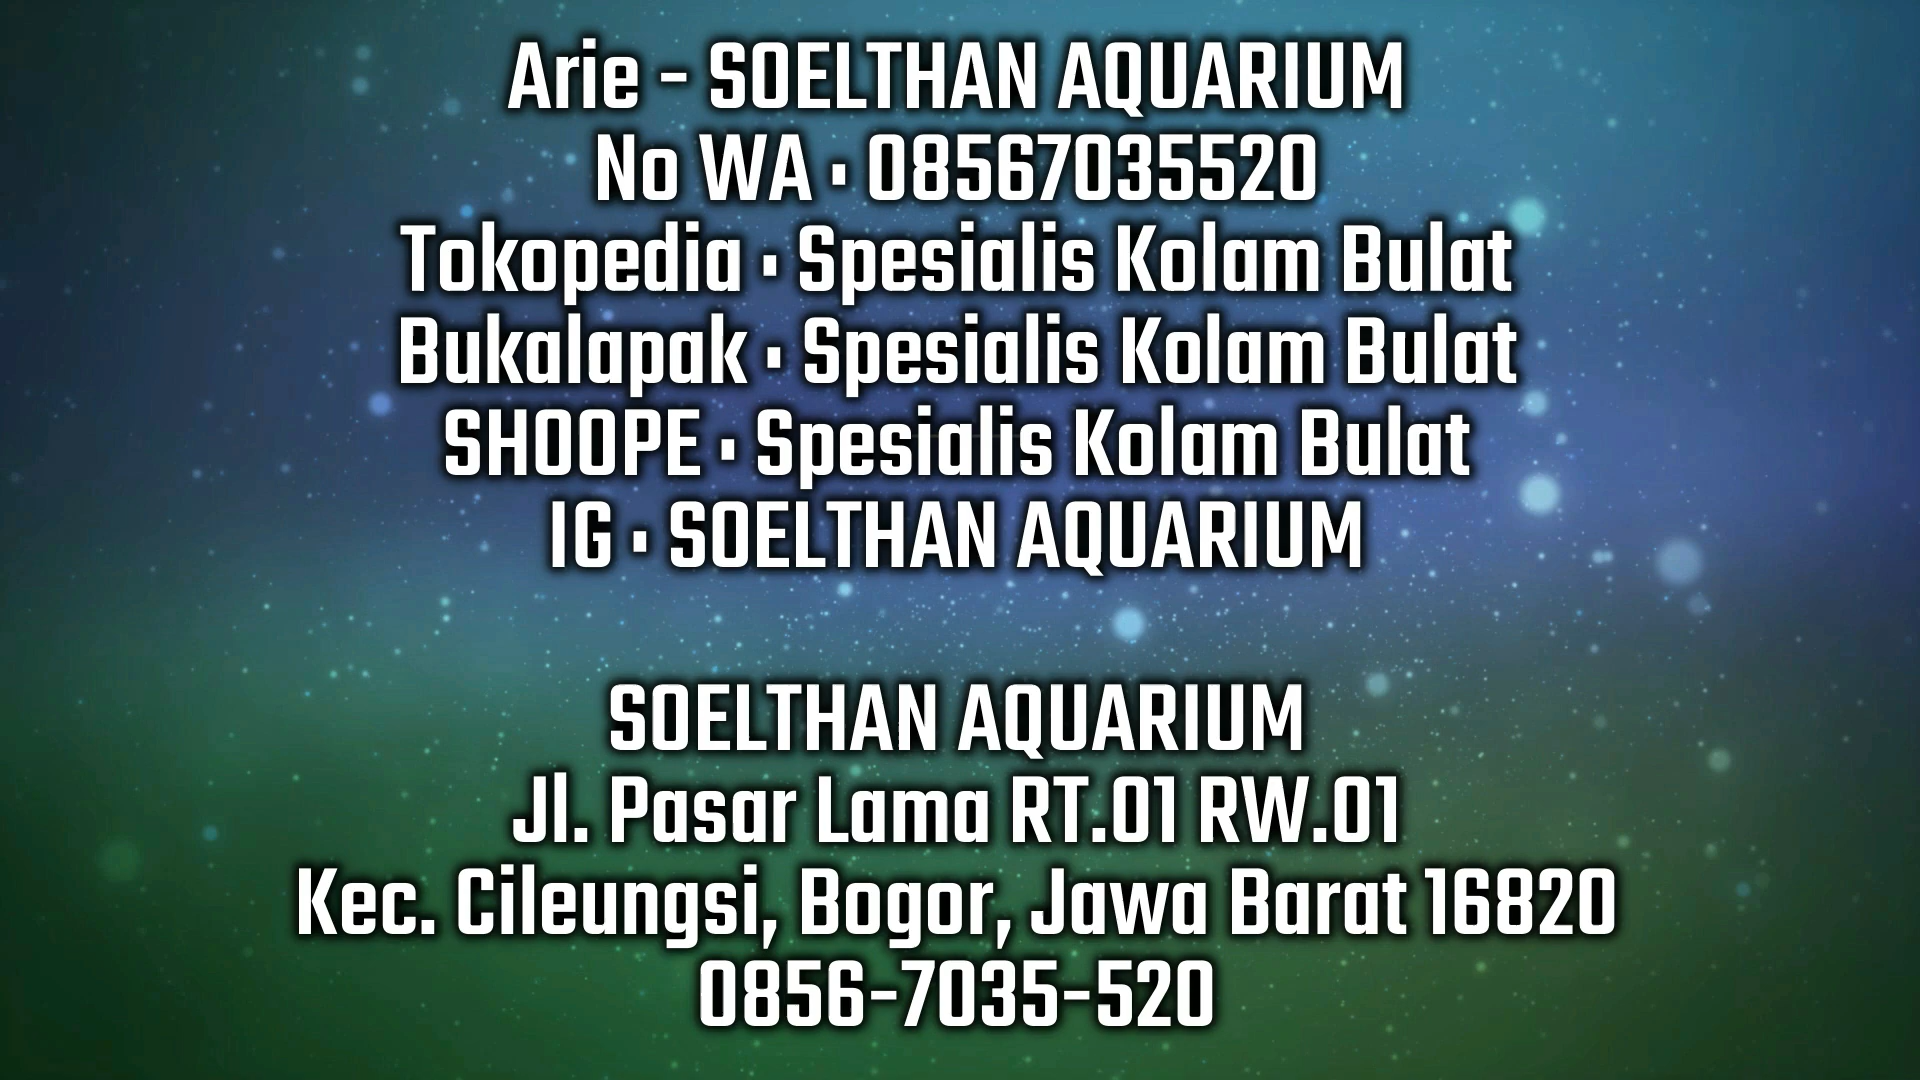 Arie - SOELTHAN AQUARIUM
No WA : 08567035520
Tokopedia : Spesialis Kolam Bulat
Bukalapak : Spesialis Kolam Bulat
SHOOPE : Spesialis Kolam Bulat
IG : SOELTHAN AQUARIUM
SOELTHAN AQUARIUM
Jl. Pasar Lama RT.01 RW.01
Kec. Cileungsi, Bogor, Jawa Barat 16820
0856-7035-520